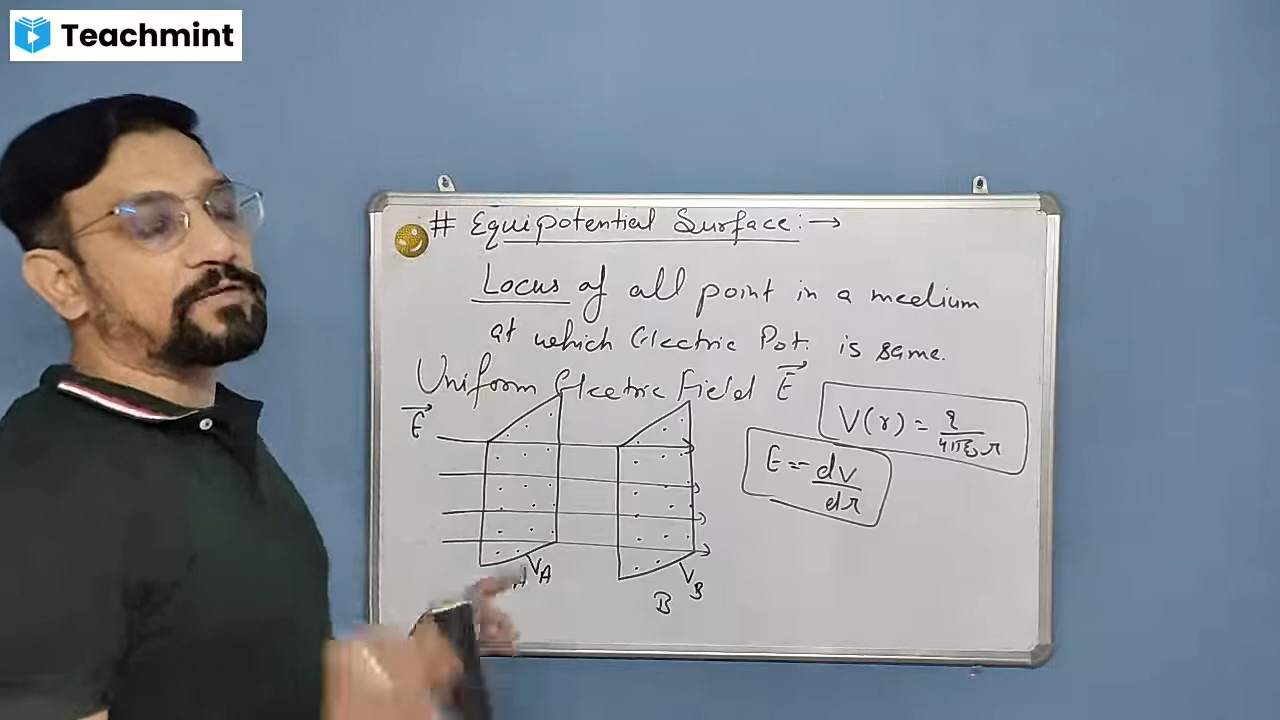 Teachmint
# Equipotential Surface:→
Locus of all point in a medium
at which Electric Pot. is same.
Uniform Electric Field E⃗
E⃗
V(r) = q/4πε₀r
E = -dv/dr
A VA
VB
B